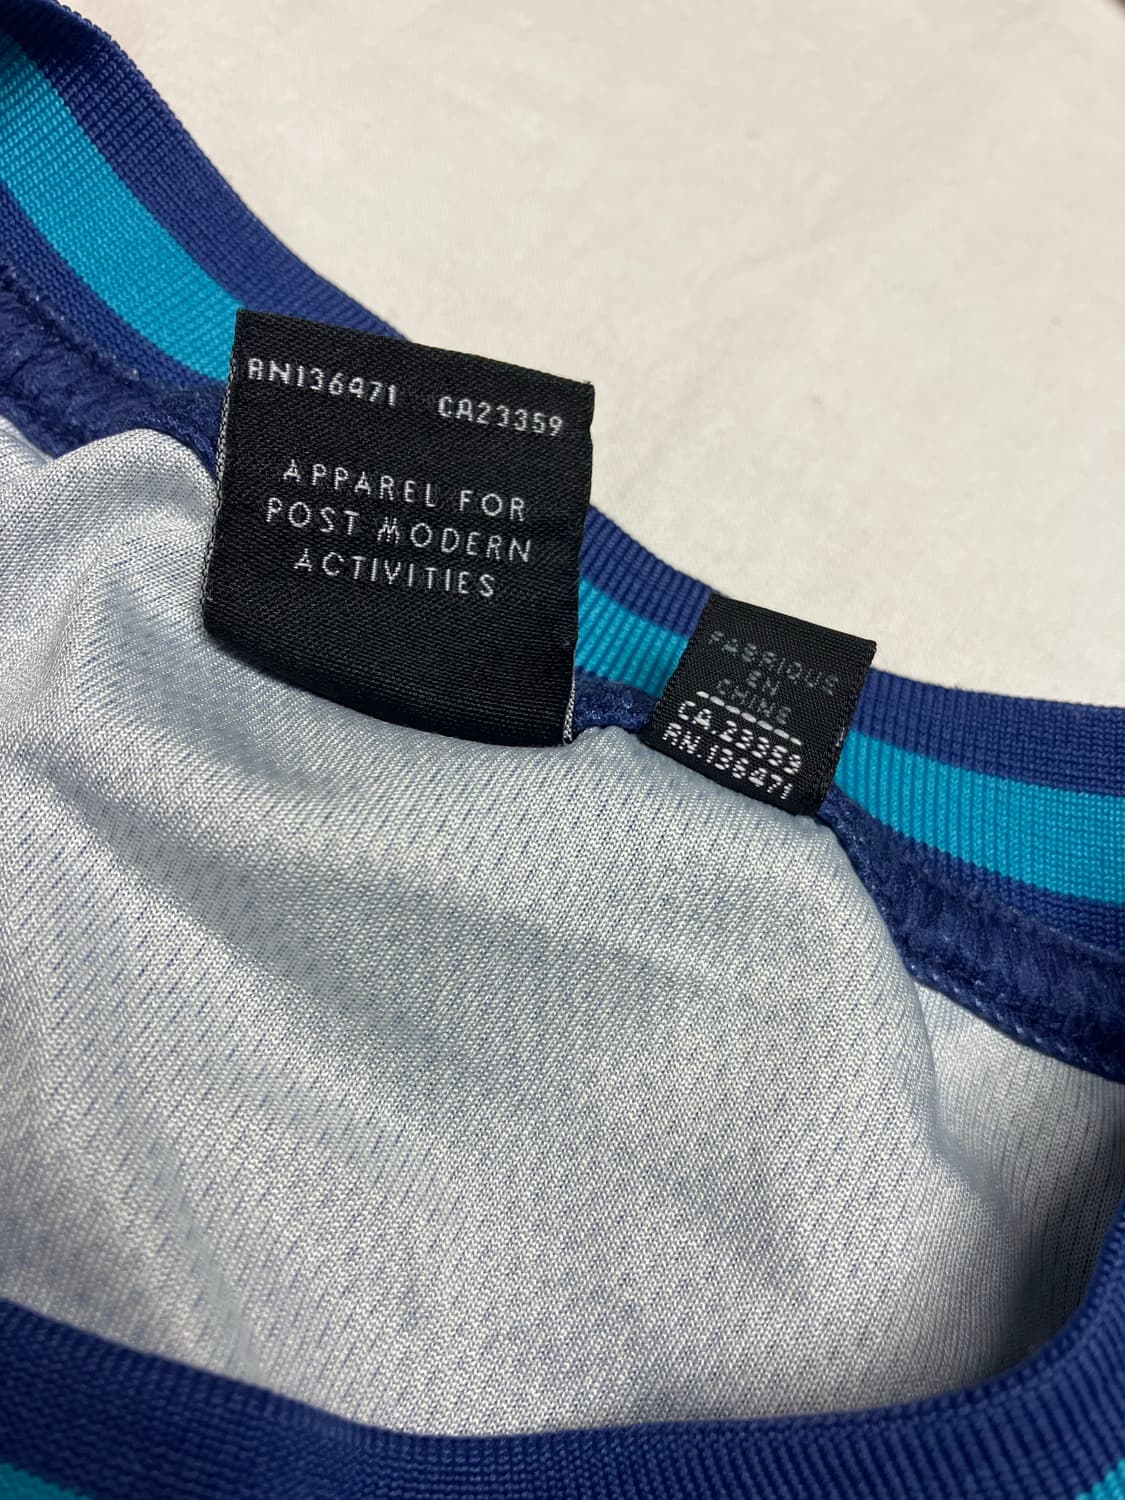 RN136471 CA23359
APPAREL FOR
POST MODERN
ACTIVITIES
FABRIQUE
EN
CHINE
CA.23359
RN.136471